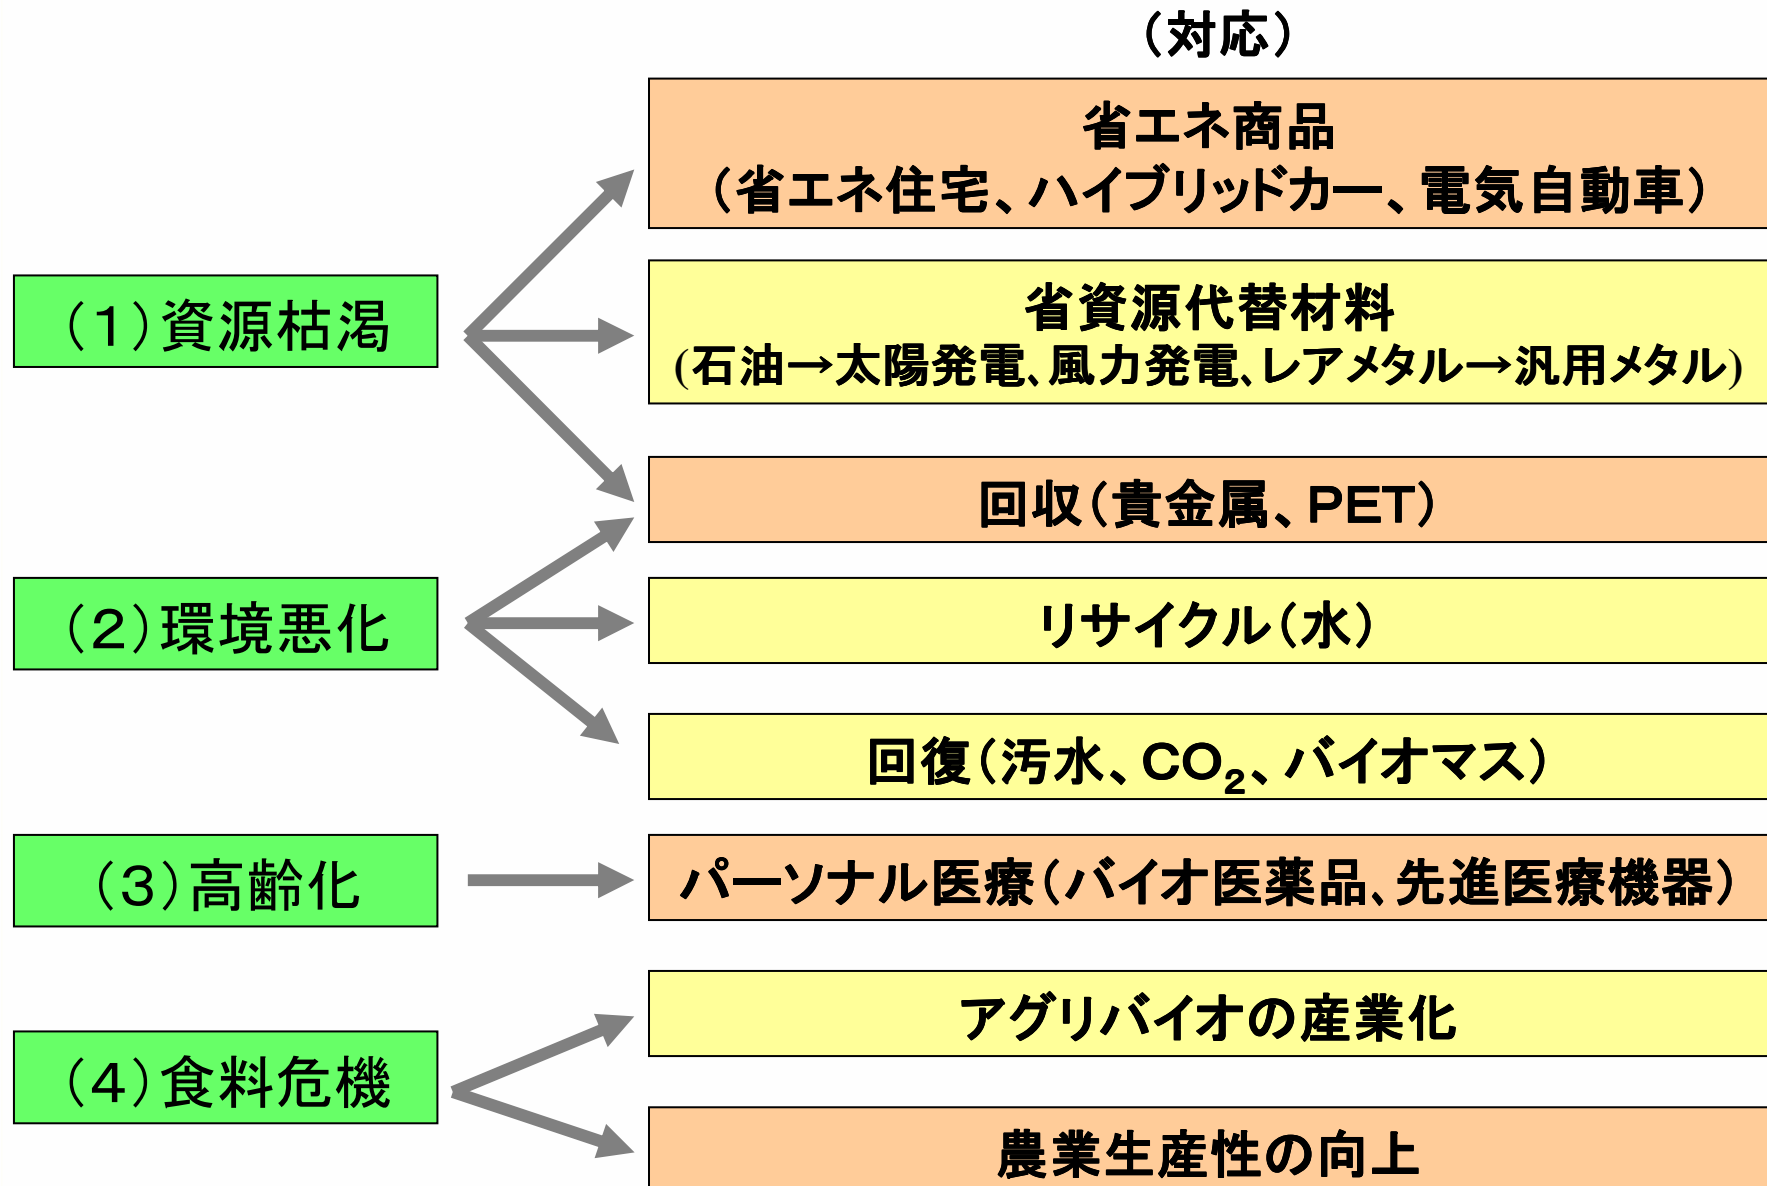 （対応）
省エネ商品
（省エネ住宅、ハイブリッドカー、電気自動車）
（１）資源枯渇
省資源代替材料
(石油→太陽発電､風力発電､レアメタル→汎用メタル)
回収（貴金属、ＰＥＴ）
（２）環境悪化
リサイクル（水）
回復（汚水、ＣＯ₂、バイオマス）
（３）高齢化
パーソナル医療（バイオ医薬品､先進医療機器）
アグリバイオの産業化
（４）食料危機
農業生産性の向上